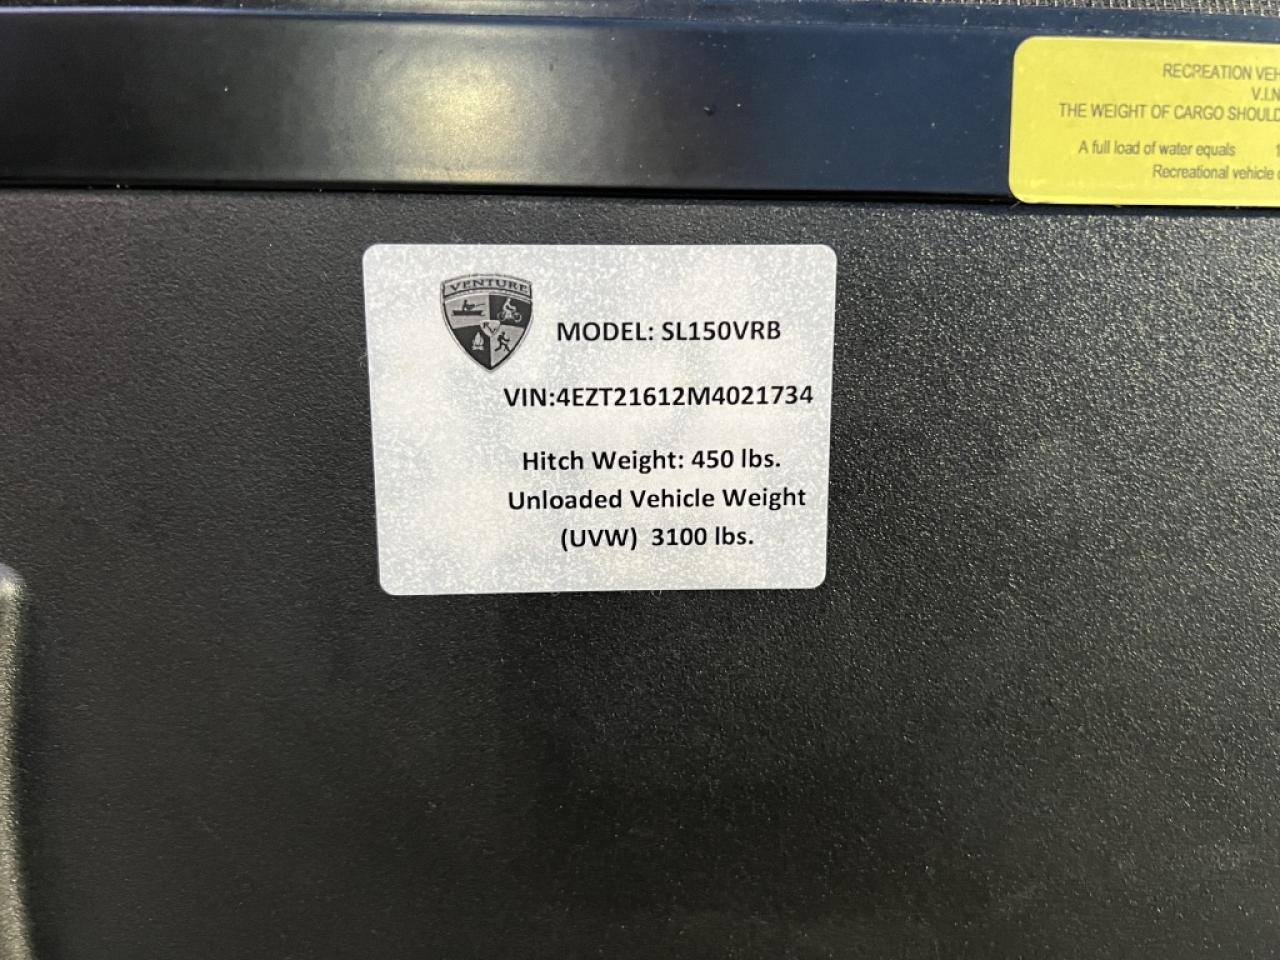 RECREATION VEH
V.I.N
THE WEIGHT OF CARGO SHOULD
A full load of water equals 1
Recreational vehicle
VENTURE
MODEL: SL150VRB
VIN:4EZT21612M4021734
Hitch Weight: 450 lbs.
Unloaded Vehicle Weight
(UVW) 3100 lbs.